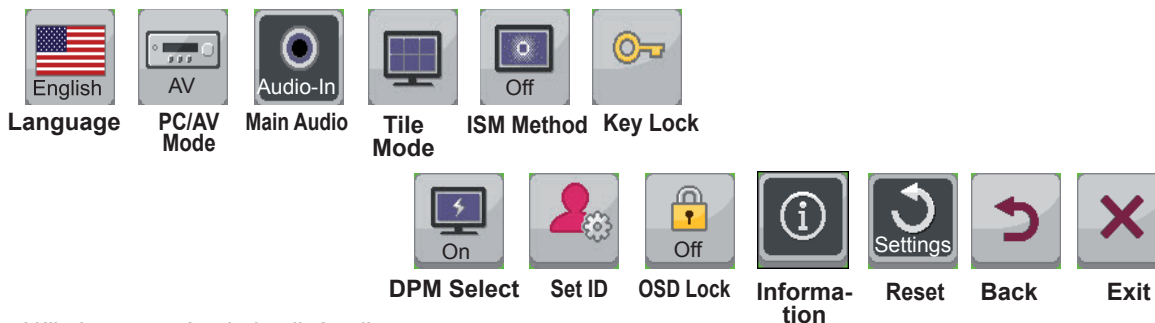 English
AV
Audio-In
Off
Language
PC/AV
Mode
Main Audio
Tile
Mode
ISM Method
Key Lock
On
Off
Settings
DPM Select
Set ID
OSD Lock
Informa-
tion
Reset
Back
Exit